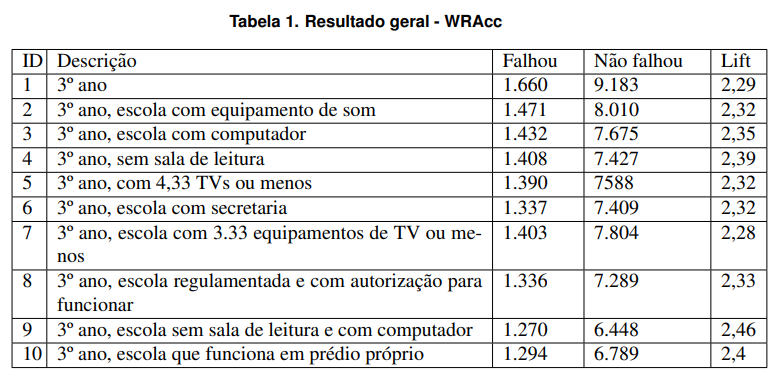 Tabela 1. Resultado geral - WRAcc
ID Descrição Falhou Não falhou Lift
1 3º ano 1.660 9.183 2,29
2 3º ano, escola com equipamento de som 1.471 8.010 2,32
3 3º ano, escola com computador 1.432 7.675 2,35
4 3º ano, sem sala de leitura 1.408 7.427 2,39
5 3º ano, com 4,33 TVs ou menos 1.390 7588 2,32
6 3º ano, escola com secretaria 1.337 7.409 2,32
7 3º ano, escola com 3.33 equipamentos de TV ou me- 1.403 7.804 2,28
nos
8 3º ano, escola regulamentada e com autorização para 1.336 7.289 2,33
funcionar
9 3º ano, escola sem sala de leitura e com computador 1.270 6.448 2,46
10 3º ano, escola que funciona em prédio próprio 1.294 6.789 2,4